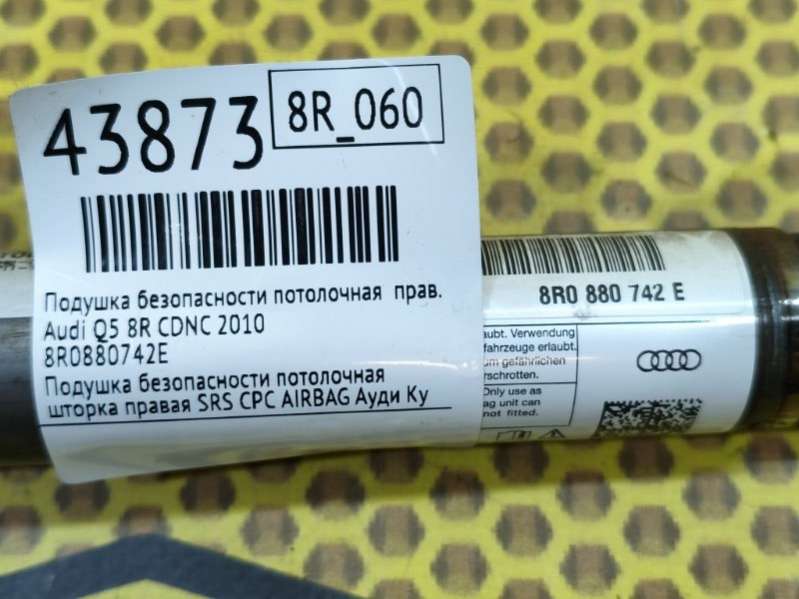 43873
8R_060
Подушка безопасности потолочная прав.
Audi Q5 8R CDNC 2010
8R0880742E
Подушка безопасности потолочная
шторка правая SRS СРС AIRBAG Ауди Ку
8R0 880 742 E
aubt. Verwendung
fahrzeuge erlaubt.
um gefährlichen
rschrotten.
Only use as
ag unit can
not fitted.